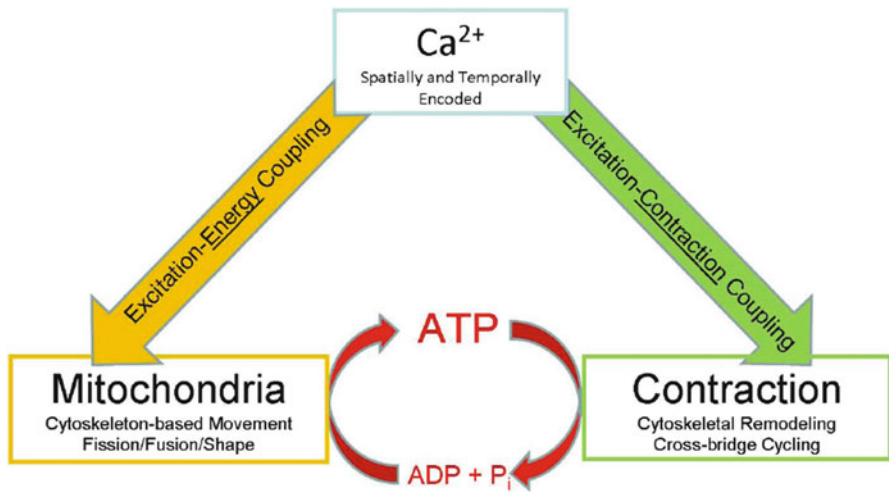 Ca²⁺
Spatially and Temporally
Encoded
Excitation-Energy Coupling
Excitation-Contraction Coupling
ATP
Mitochondria
Cytoskeleton-based Movement
Fission/Fusion/Shape
Contraction
Cytoskeletal Remodeling
Cross-bridge Cycling
ADP + Pᵢ